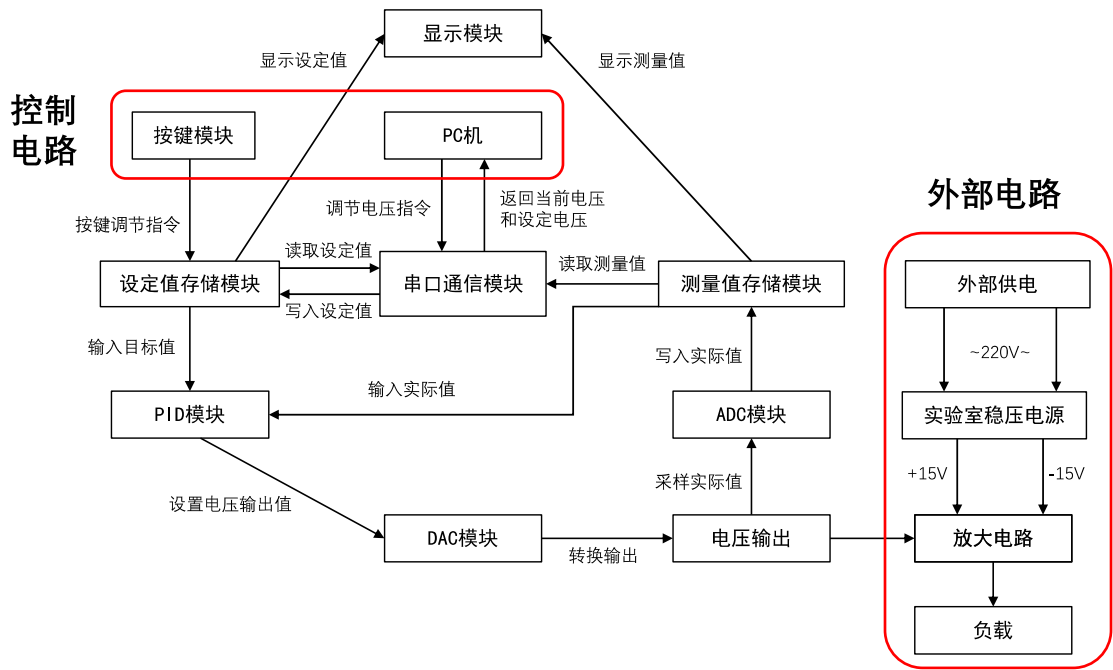 显示模块
显示设定值
显示测量值
控制
电路
按键模块
PC机
外部电路
按键调节指令
调节电压指令
返回当前电压
和设定电压
设定值存储模块
读取设定值
写入设定值
串口通信模块
读取测量值
测量值存储模块
外部供电
输入目标值
写入实际值
~220V~
输入实际值
PID模块
ADC模块
实验室稳压电源
+15V
-15V
采样实际值
设置电压输出值
DAC模块
转换输出
电压输出
放大电路
负载